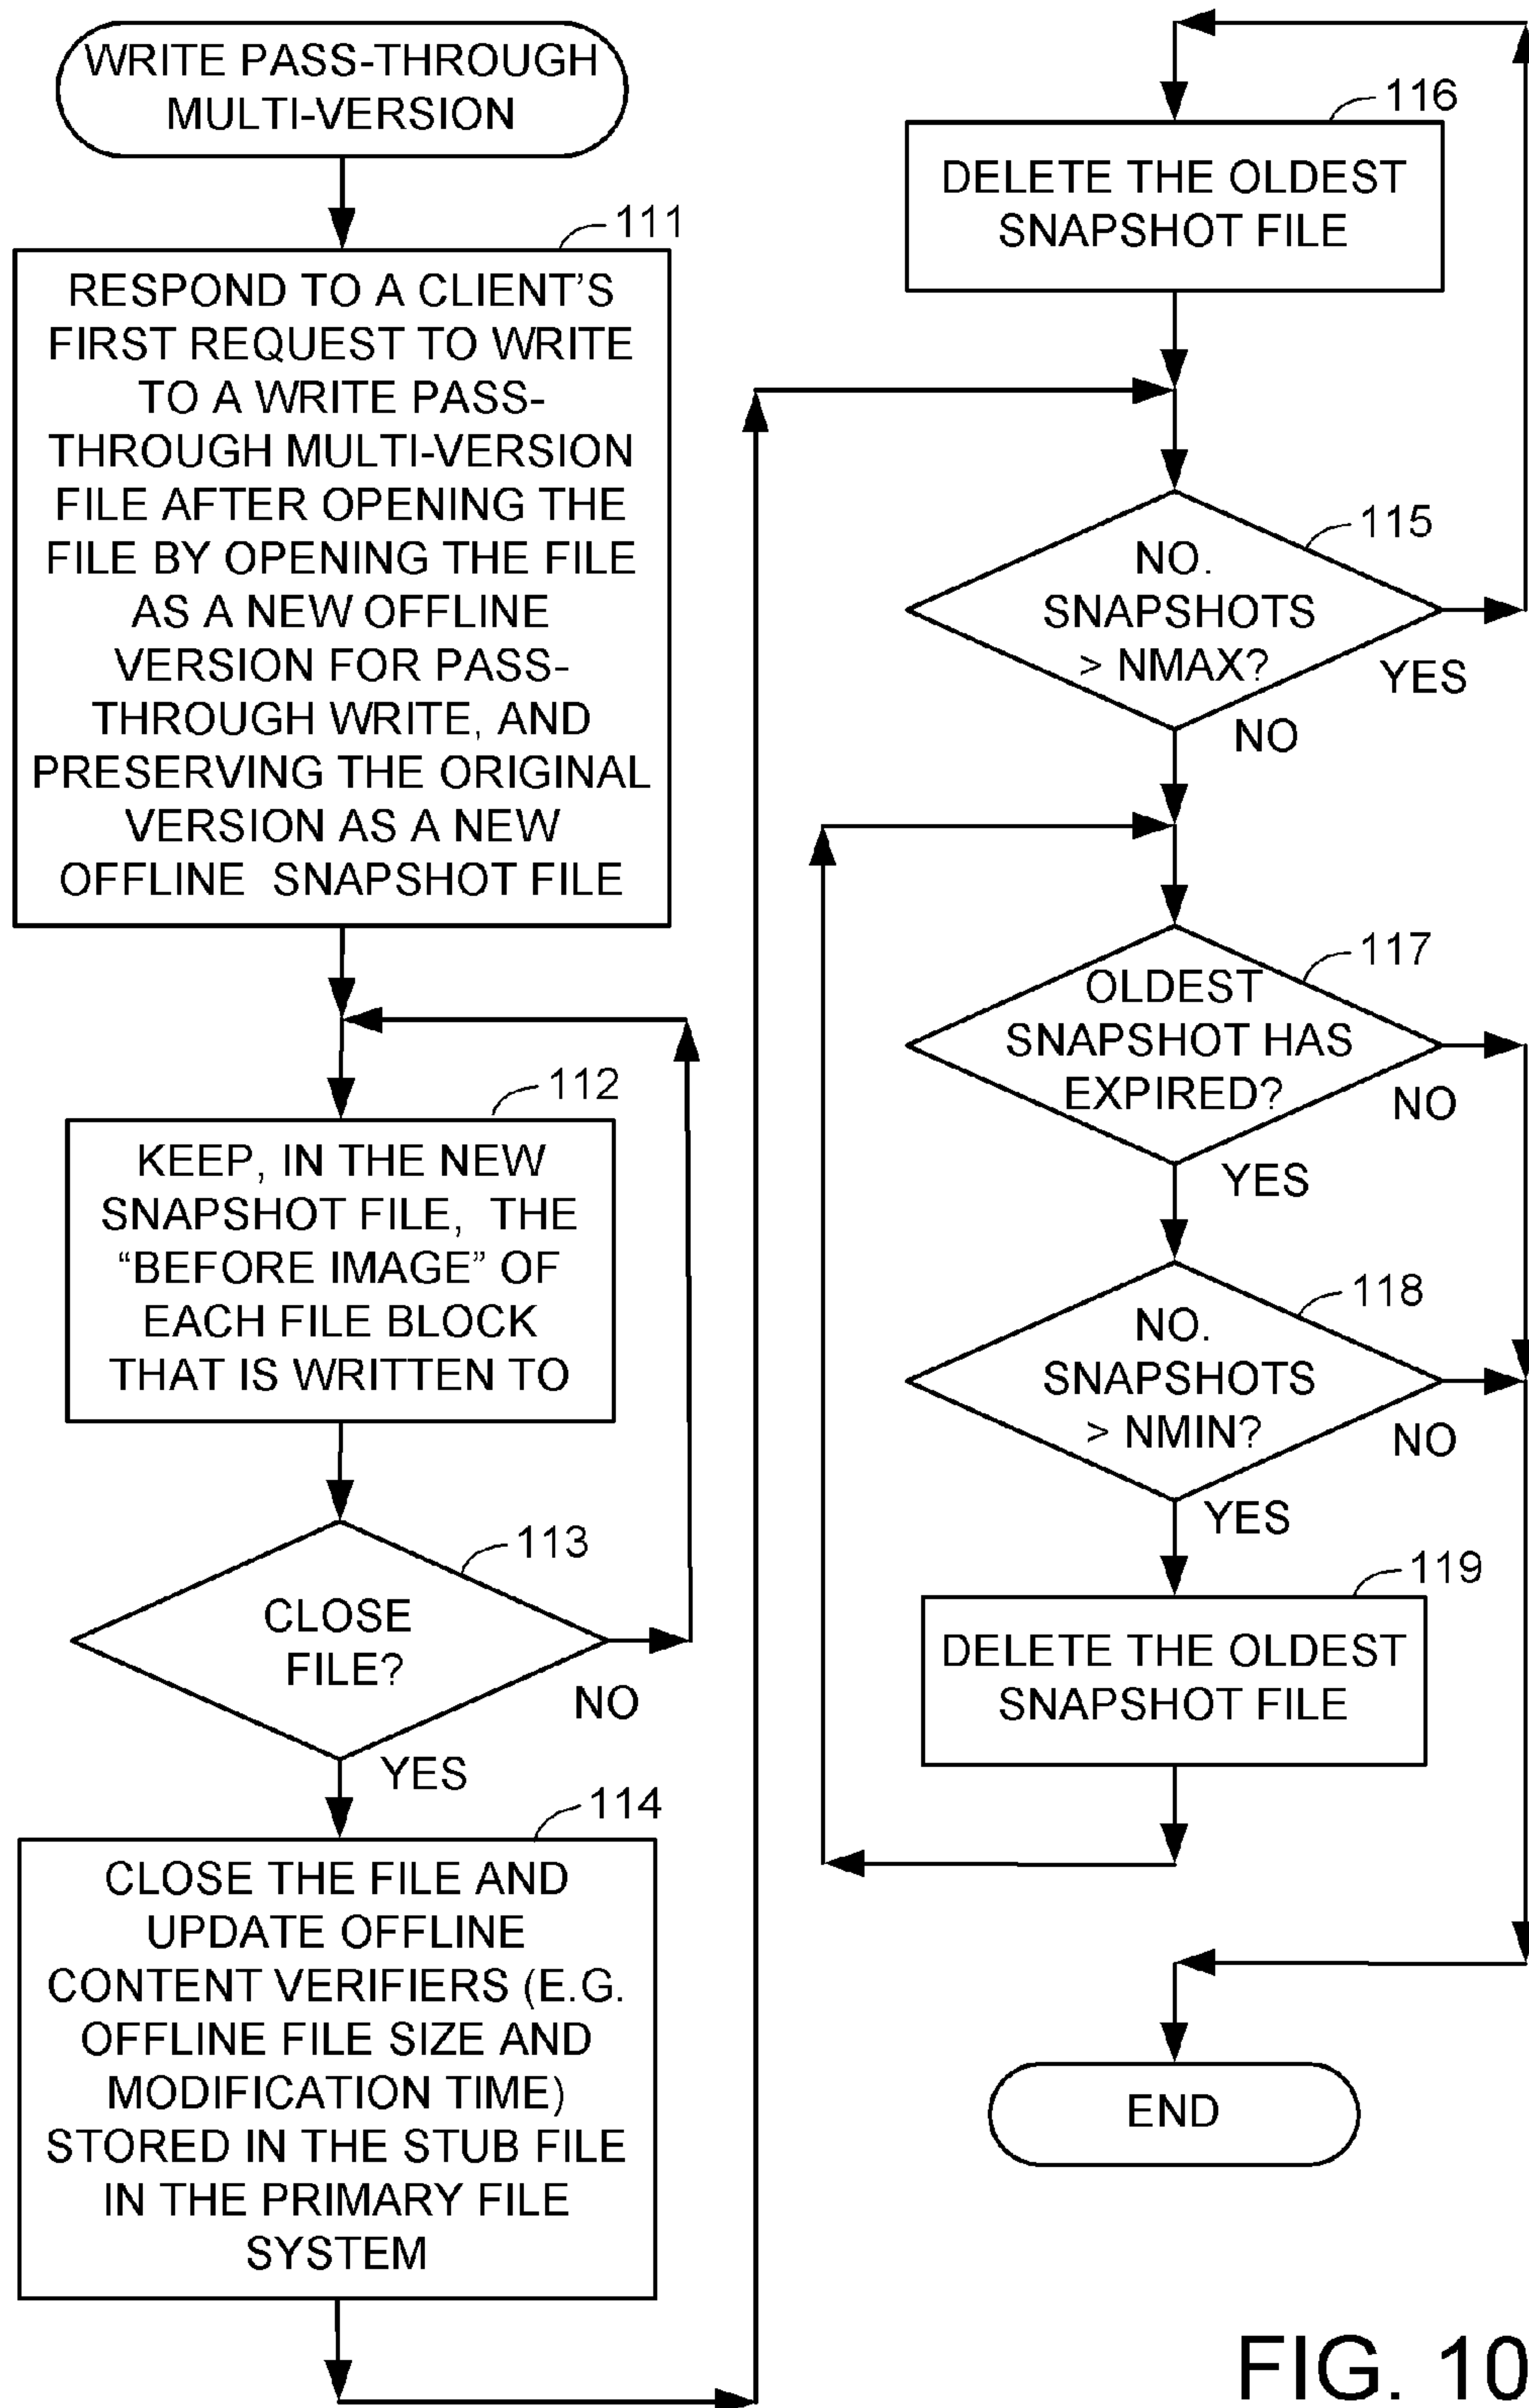 WRITE PASS-THROUGH
MULTI-VERSION
111
RESPOND TO A CLIENT'S
FIRST REQUEST TO WRITE
TO A WRITE PASS-
THROUGH MULTI-VERSION
FILE AFTER OPENING THE
FILE BY OPENING THE FILE
AS A NEW OFFLINE
VERSION FOR PASS-
THROUGH WRITE, AND
PRESERVING THE ORIGINAL
VERSION AS A NEW
OFFLINE SNAPSHOT FILE
112
KEEP, IN THE NEW
SNAPSHOT FILE, THE
“BEFORE IMAGE” OF
EACH FILE BLOCK
THAT IS WRITTEN TO
113
CLOSE
FILE?
NO
YES
114
CLOSE THE FILE AND
UPDATE OFFLINE
CONTENT VERIFIERS (E.G.
OFFLINE FILE SIZE AND
MODIFICATION TIME)
STORED IN THE STUB FILE
IN THE PRIMARY FILE
SYSTEM
116
DELETE THE OLDEST
SNAPSHOT FILE
115
NO.
SNAPSHOTS
> NMAX?
YES
NO
117
OLDEST
SNAPSHOT HAS
EXPIRED?
NO
YES
118
NO.
SNAPSHOTS
> NMIN?
NO
YES
119
DELETE THE OLDEST
SNAPSHOT FILE
END
FIG. 10